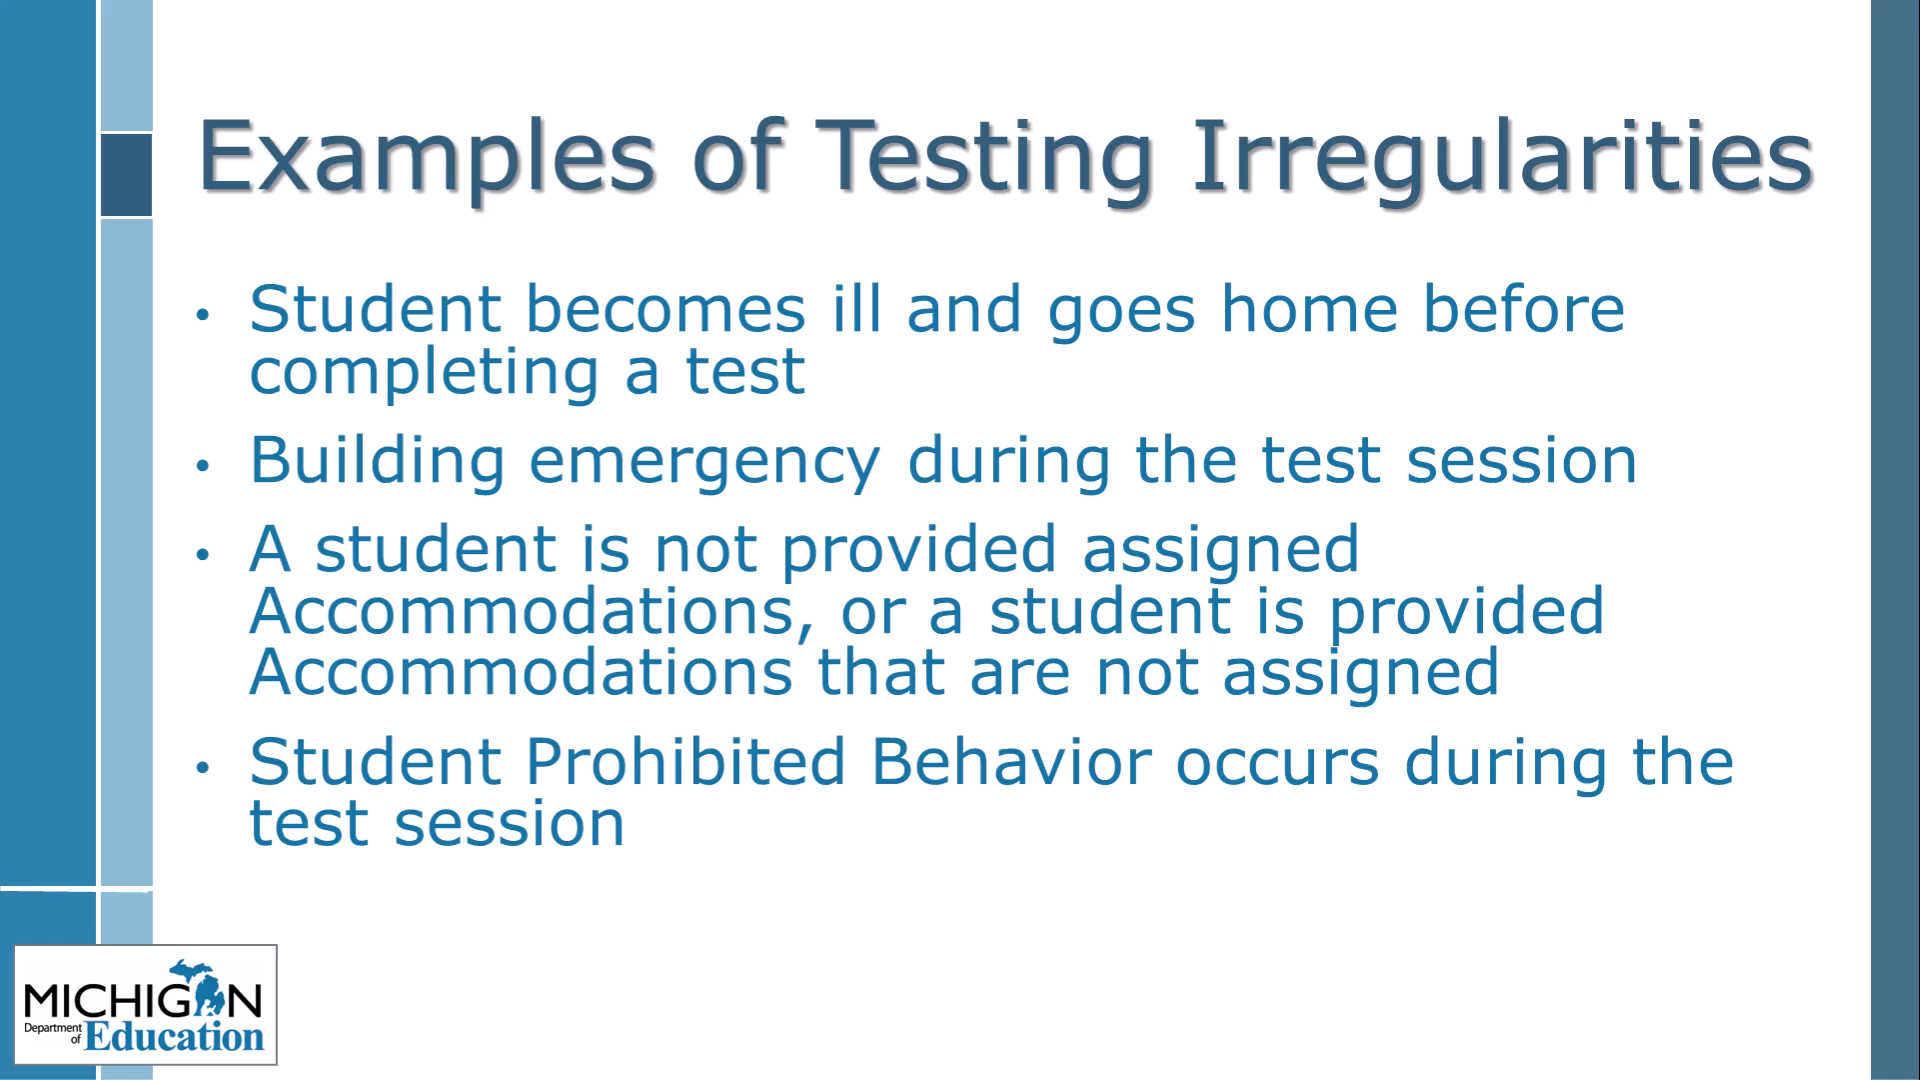 Examples of Testing Irregularities
• Student becomes ill and goes home before
completing a test
• Building emergency during the test session
• A student is not provided assigned
Accommodations, or a student is provided
Accommodations that are not assigned
• Student Prohibited Behavior occurs during the
test session
MICHIGAN
Department
of Education